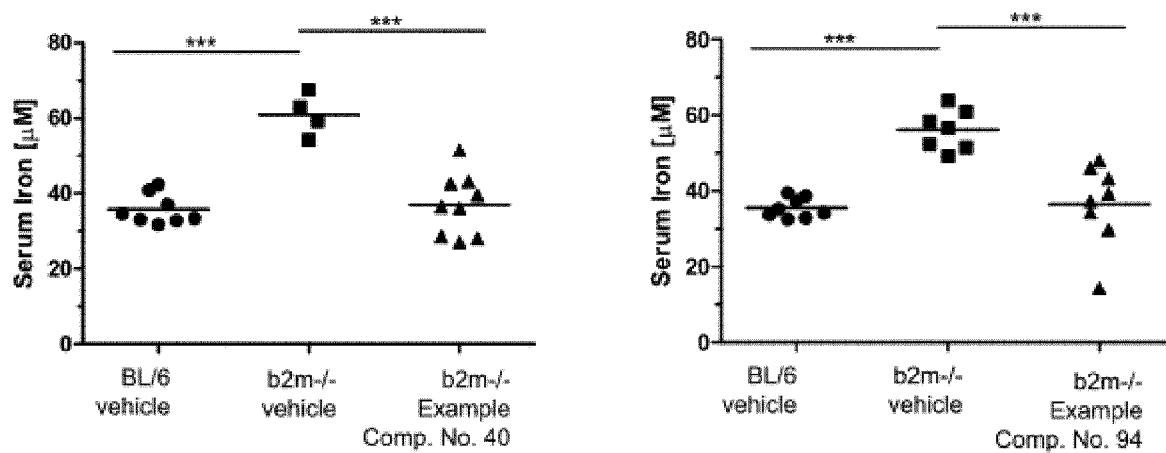 ***
***
80
60
40
20
0
Serum Iron [µM]
BL/6
vehicle
b2m-/-
vehicle
b2m-/-
Example
Comp. No. 40
***
***
80
60
40
20
0
Serum Iron [µM]
BL/6
vehicle
b2m-/-
vehicle
b2m-/-
Example
Comp. No. 94